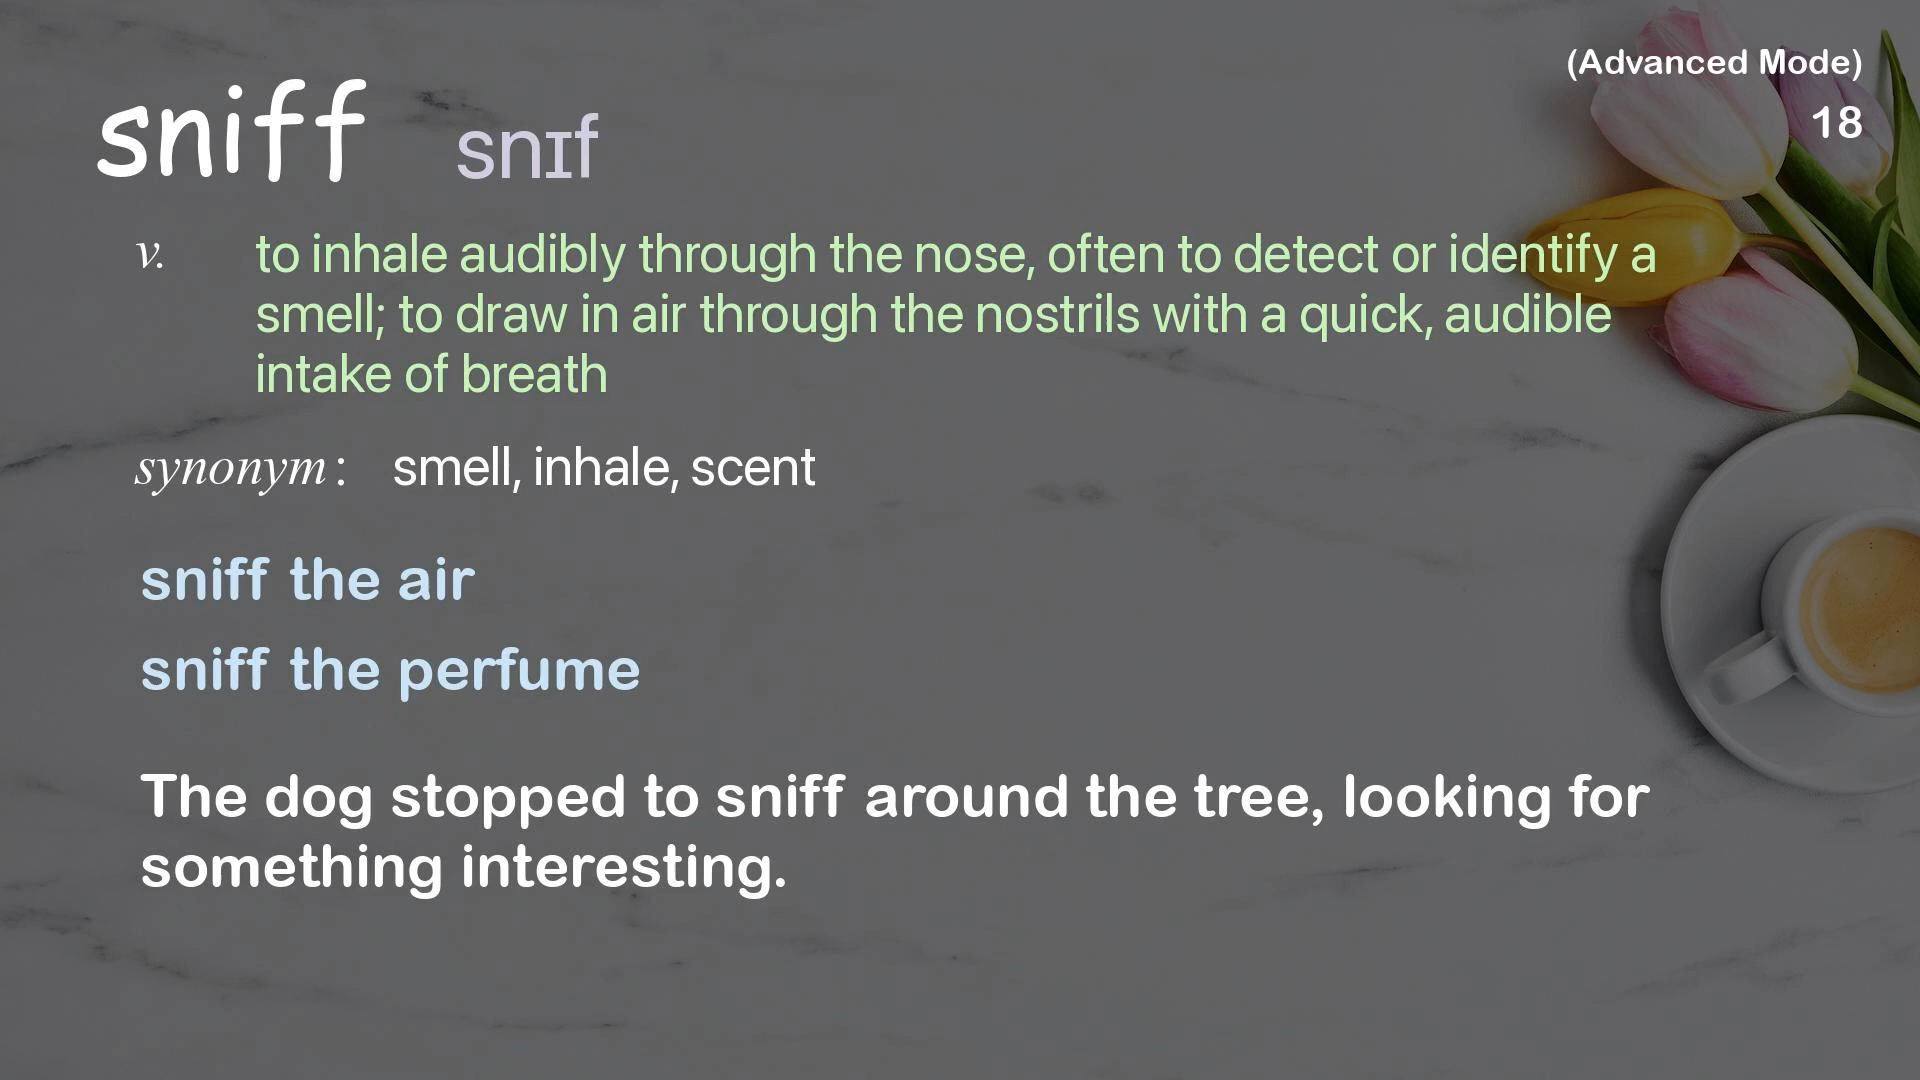 (Advanced Mode)
18
sniff snɪf
v. to inhale audibly through the nose, often to detect or identify a
smell; to draw in air through the nostrils with a quick, audible
intake of breath
synonym : smell, inhale, scent
sniff the air
sniff the perfume
The dog stopped to sniff around the tree, looking for
something interesting.